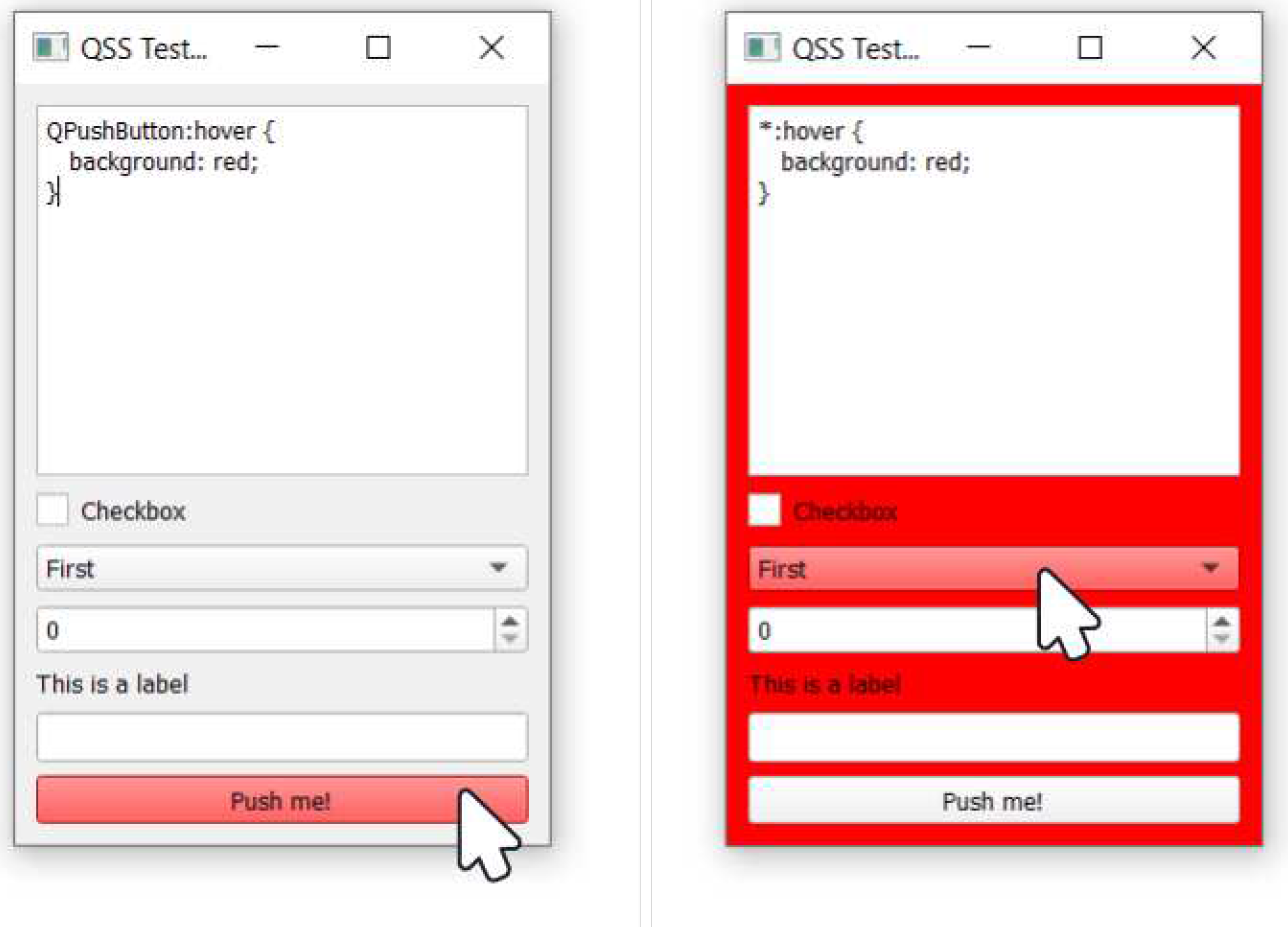 QSS Test...
QPushButton:hover {
   background: red;
}
Checkbox
First
0
This is a label
Push me!
QSS Test...
*:hover {
   background: red;
}
Checkbox
First
0
This is a label
Push me!